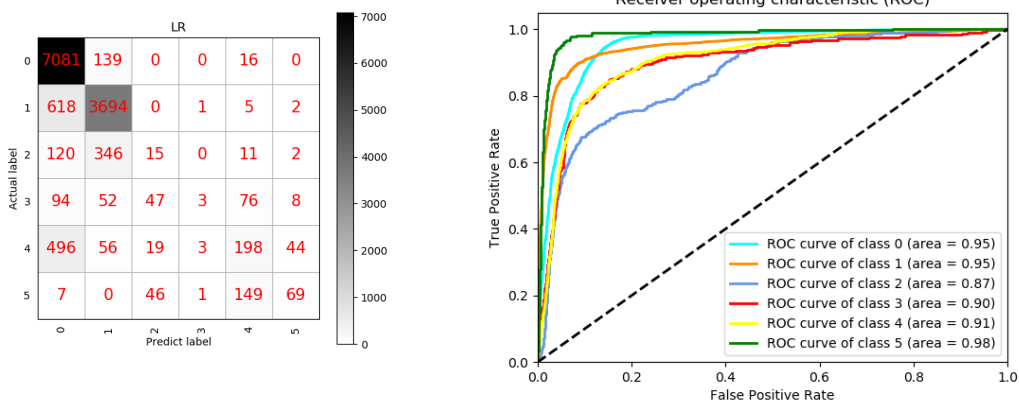 LR
Actual label
0 7081 139 0 0 16 0
1 618 3694 0 1 5 2
2 120 346 15 0 11 2
3 94 52 47 3 76 8
4 496 56 19 3 198 44
5 7 0 46 1 149 69
0 1 2 3 4 5
Predict label
7000
6000
5000
4000
3000
2000
1000
0
Receiver operating characteristic (ROC)
True Positive Rate
1.0
0.8
0.6
0.4
0.2
0.0
ROC curve of class 0 (area = 0.95)
ROC curve of class 1 (area = 0.95)
ROC curve of class 2 (area = 0.87)
ROC curve of class 3 (area = 0.90)
ROC curve of class 4 (area = 0.91)
ROC curve of class 5 (area = 0.98)
0.0 0.2 0.4 0.6 0.8 1.0
False Positive Rate